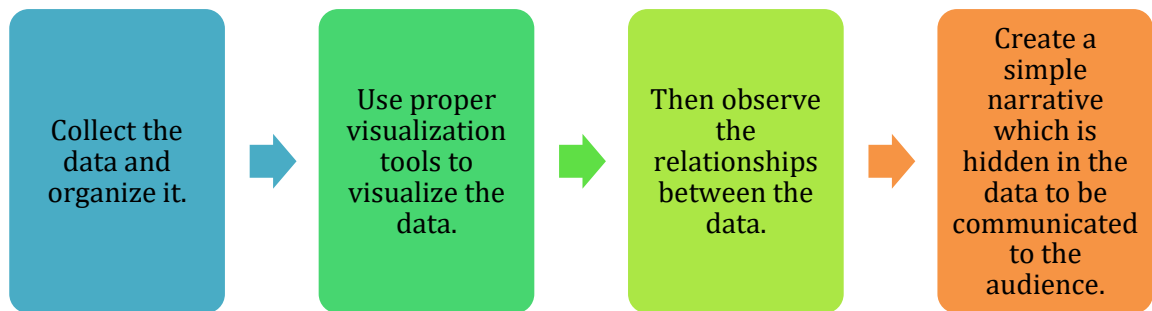 Collect the
data and
organize it.
Use proper
visualization
tools to
visualize the
data.
Then observe
the
relationships
between the
data.
Create a
simple
narrative
which is
hidden in the
data to be
communicated
to the
audience.